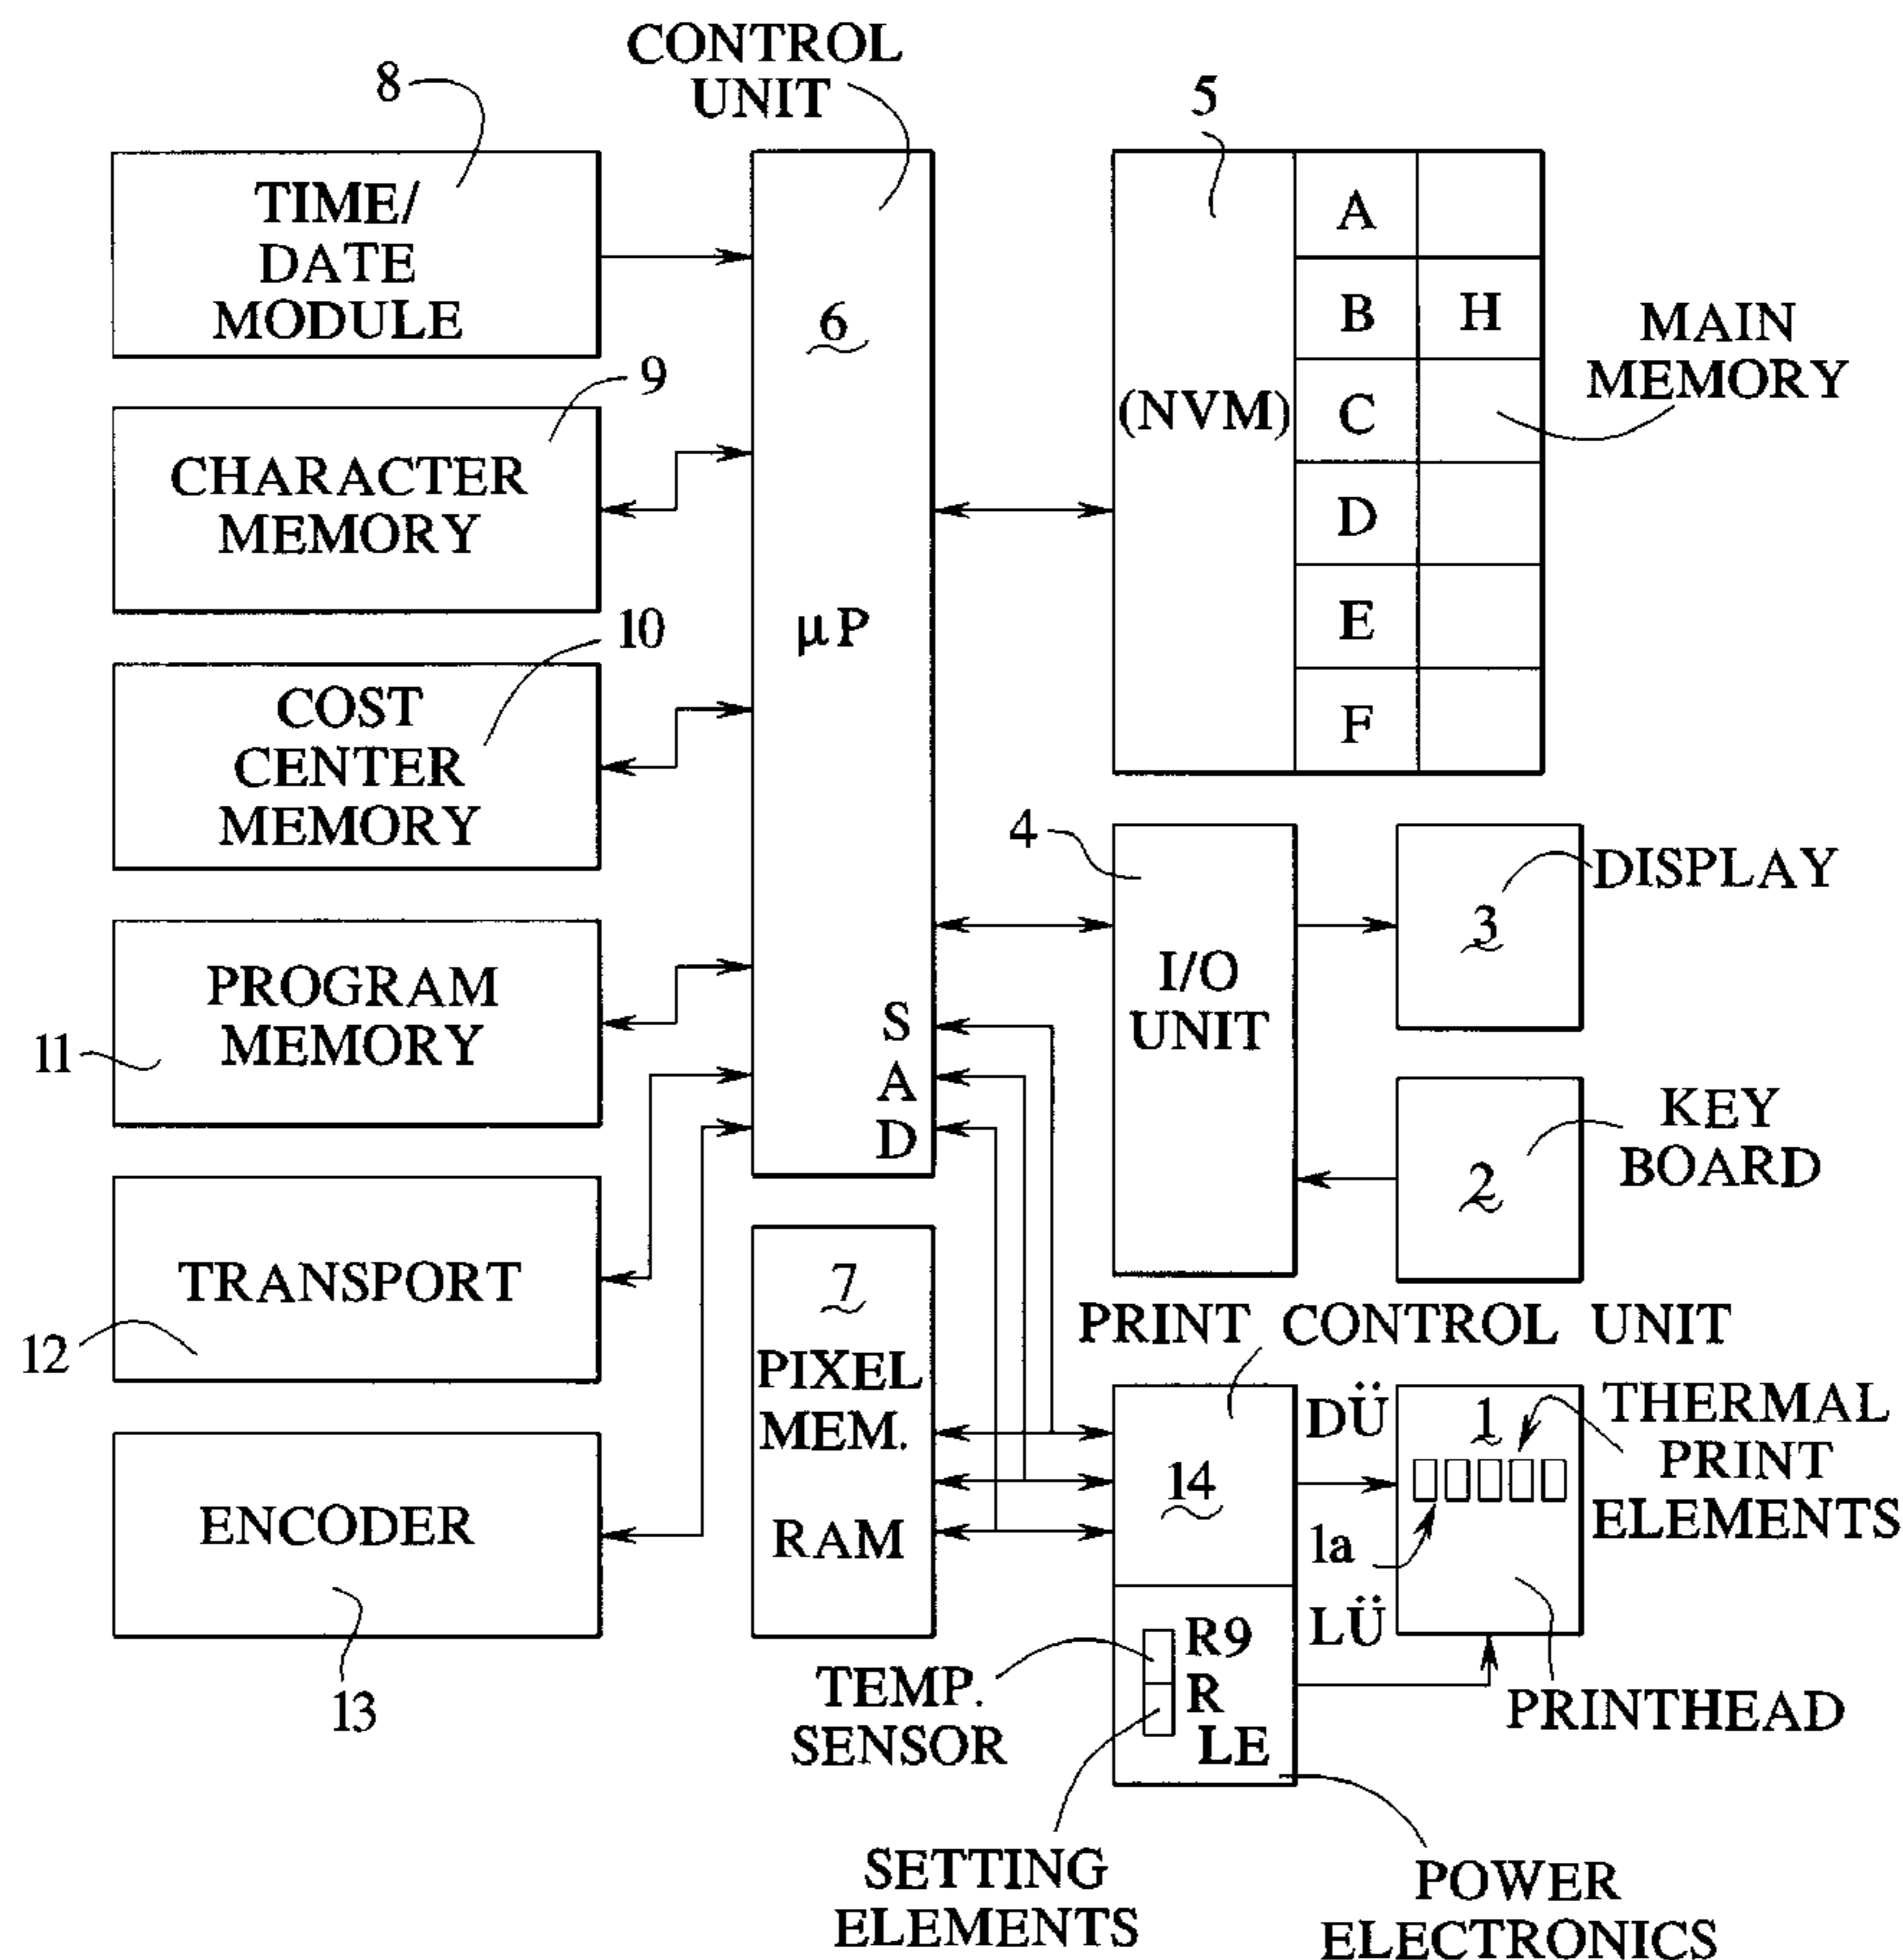 CONTROL
UNIT
8
5
TIME/
DATE
MODULE
A
B
H
MAIN
MEMORY
6
9
(NVM)
C
CHARACTER
MEMORY
D
10
μP
E
COST
CENTER
MEMORY
F
4
DISPLAY
3
PROGRAM
MEMORY
11
S
A
D
I/O
UNIT
KEY
BOARD
2
TRANSPORT
12
7
PIXEL
MEM.
RAM
PRINT CONTROL UNIT
14
DÜ
1
THERMAL
PRINT
ELEMENTS
1a
LÜ
ENCODER
13
R9
R
LE
TEMP.
SENSOR
PRINTHEAD
SETTING
ELEMENTS
POWER
ELECTRONICS